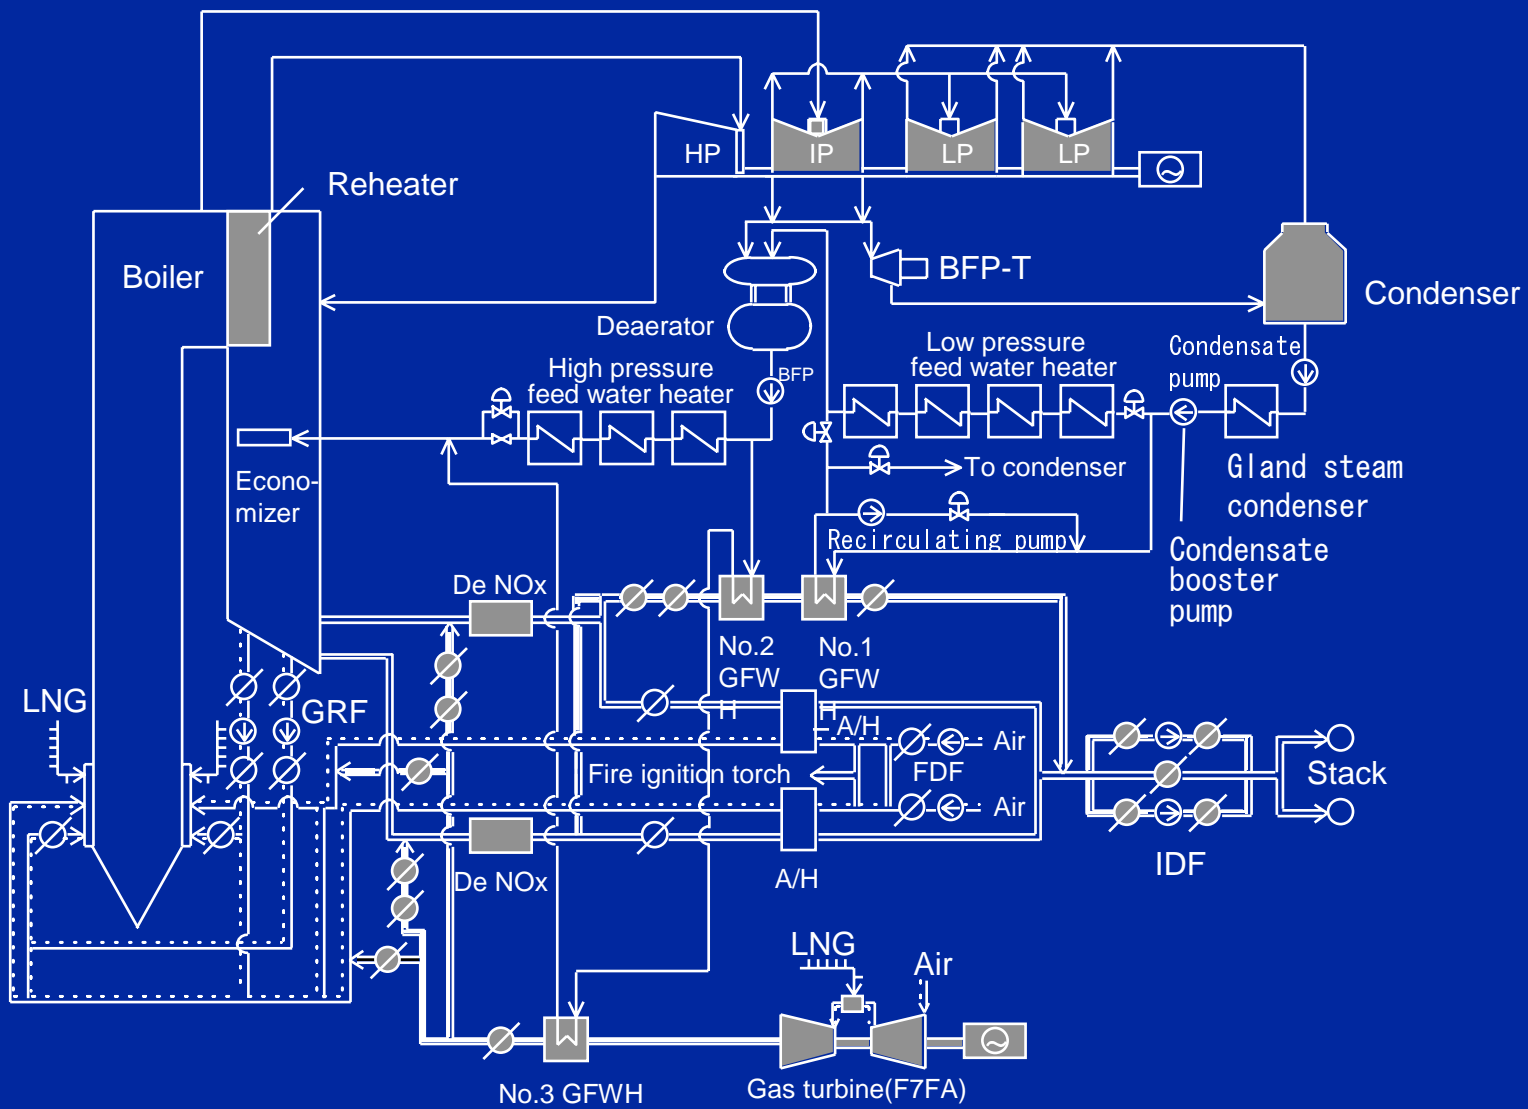 HP
IP
LP
LP
Reheater
Boiler
BFP-T
Condenser
Deaerator
High pressure
feed water heater
BFP
Low pressure
feed water heater
Condensate
pump
Econo-
mizer
To condenser
Gland steam
condenser
Recirculating pump
Condensate
booster
pump
De NOx
No.2
GFW
H
No.1
GFW
H
A/H
LNG
GRF
Air
FDF
Fire ignition torch
Air
Stack
IDF
De NOx
A/H
LNG
Air
No.3 GFWH
Gas turbine(F7FA)